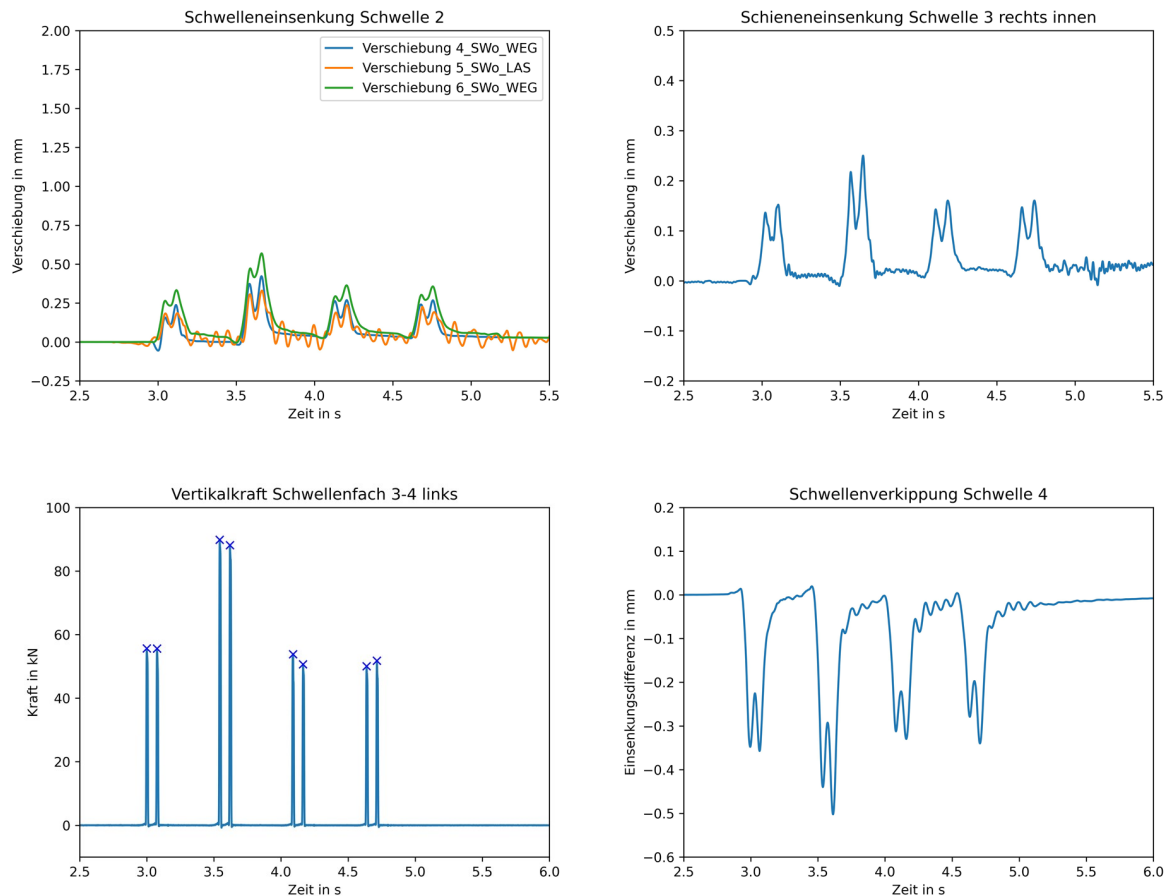 Schwelleneinsenkung Schwelle 2
2.00
1.75
1.50
1.25
1.00
0.75
0.50
0.25
0.00
−0.25
Verschiebung in mm
Verschiebung 4_SWo_WEG
Verschiebung 5_SWo_LAS
Verschiebung 6_SWo_WEG
2.5 3.0 3.5 4.0 4.5 5.0 5.5
Zeit in s
Schieneneinsenkung Schwelle 3 rechts innen
0.5
0.4
0.3
0.2
0.1
0.0
−0.1
−0.2
Verschiebung in mm
2.5 3.0 3.5 4.0 4.5 5.0 5.5
Zeit in s
Vertikalkraft Schwellenfach 3-4 links
100
80
60
40
20
0
Kraft in kN
2.5 3.0 3.5 4.0 4.5 5.0 5.5 6.0
Zeit in s
Schwellenverkippung Schwelle 4
0.2
0.1
0.0
−0.1
−0.2
−0.3
−0.4
−0.5
−0.6
Einsenkungsdifferenz in mm
2.5 3.0 3.5 4.0 4.5 5.0 5.5 6.0
Zeit in s